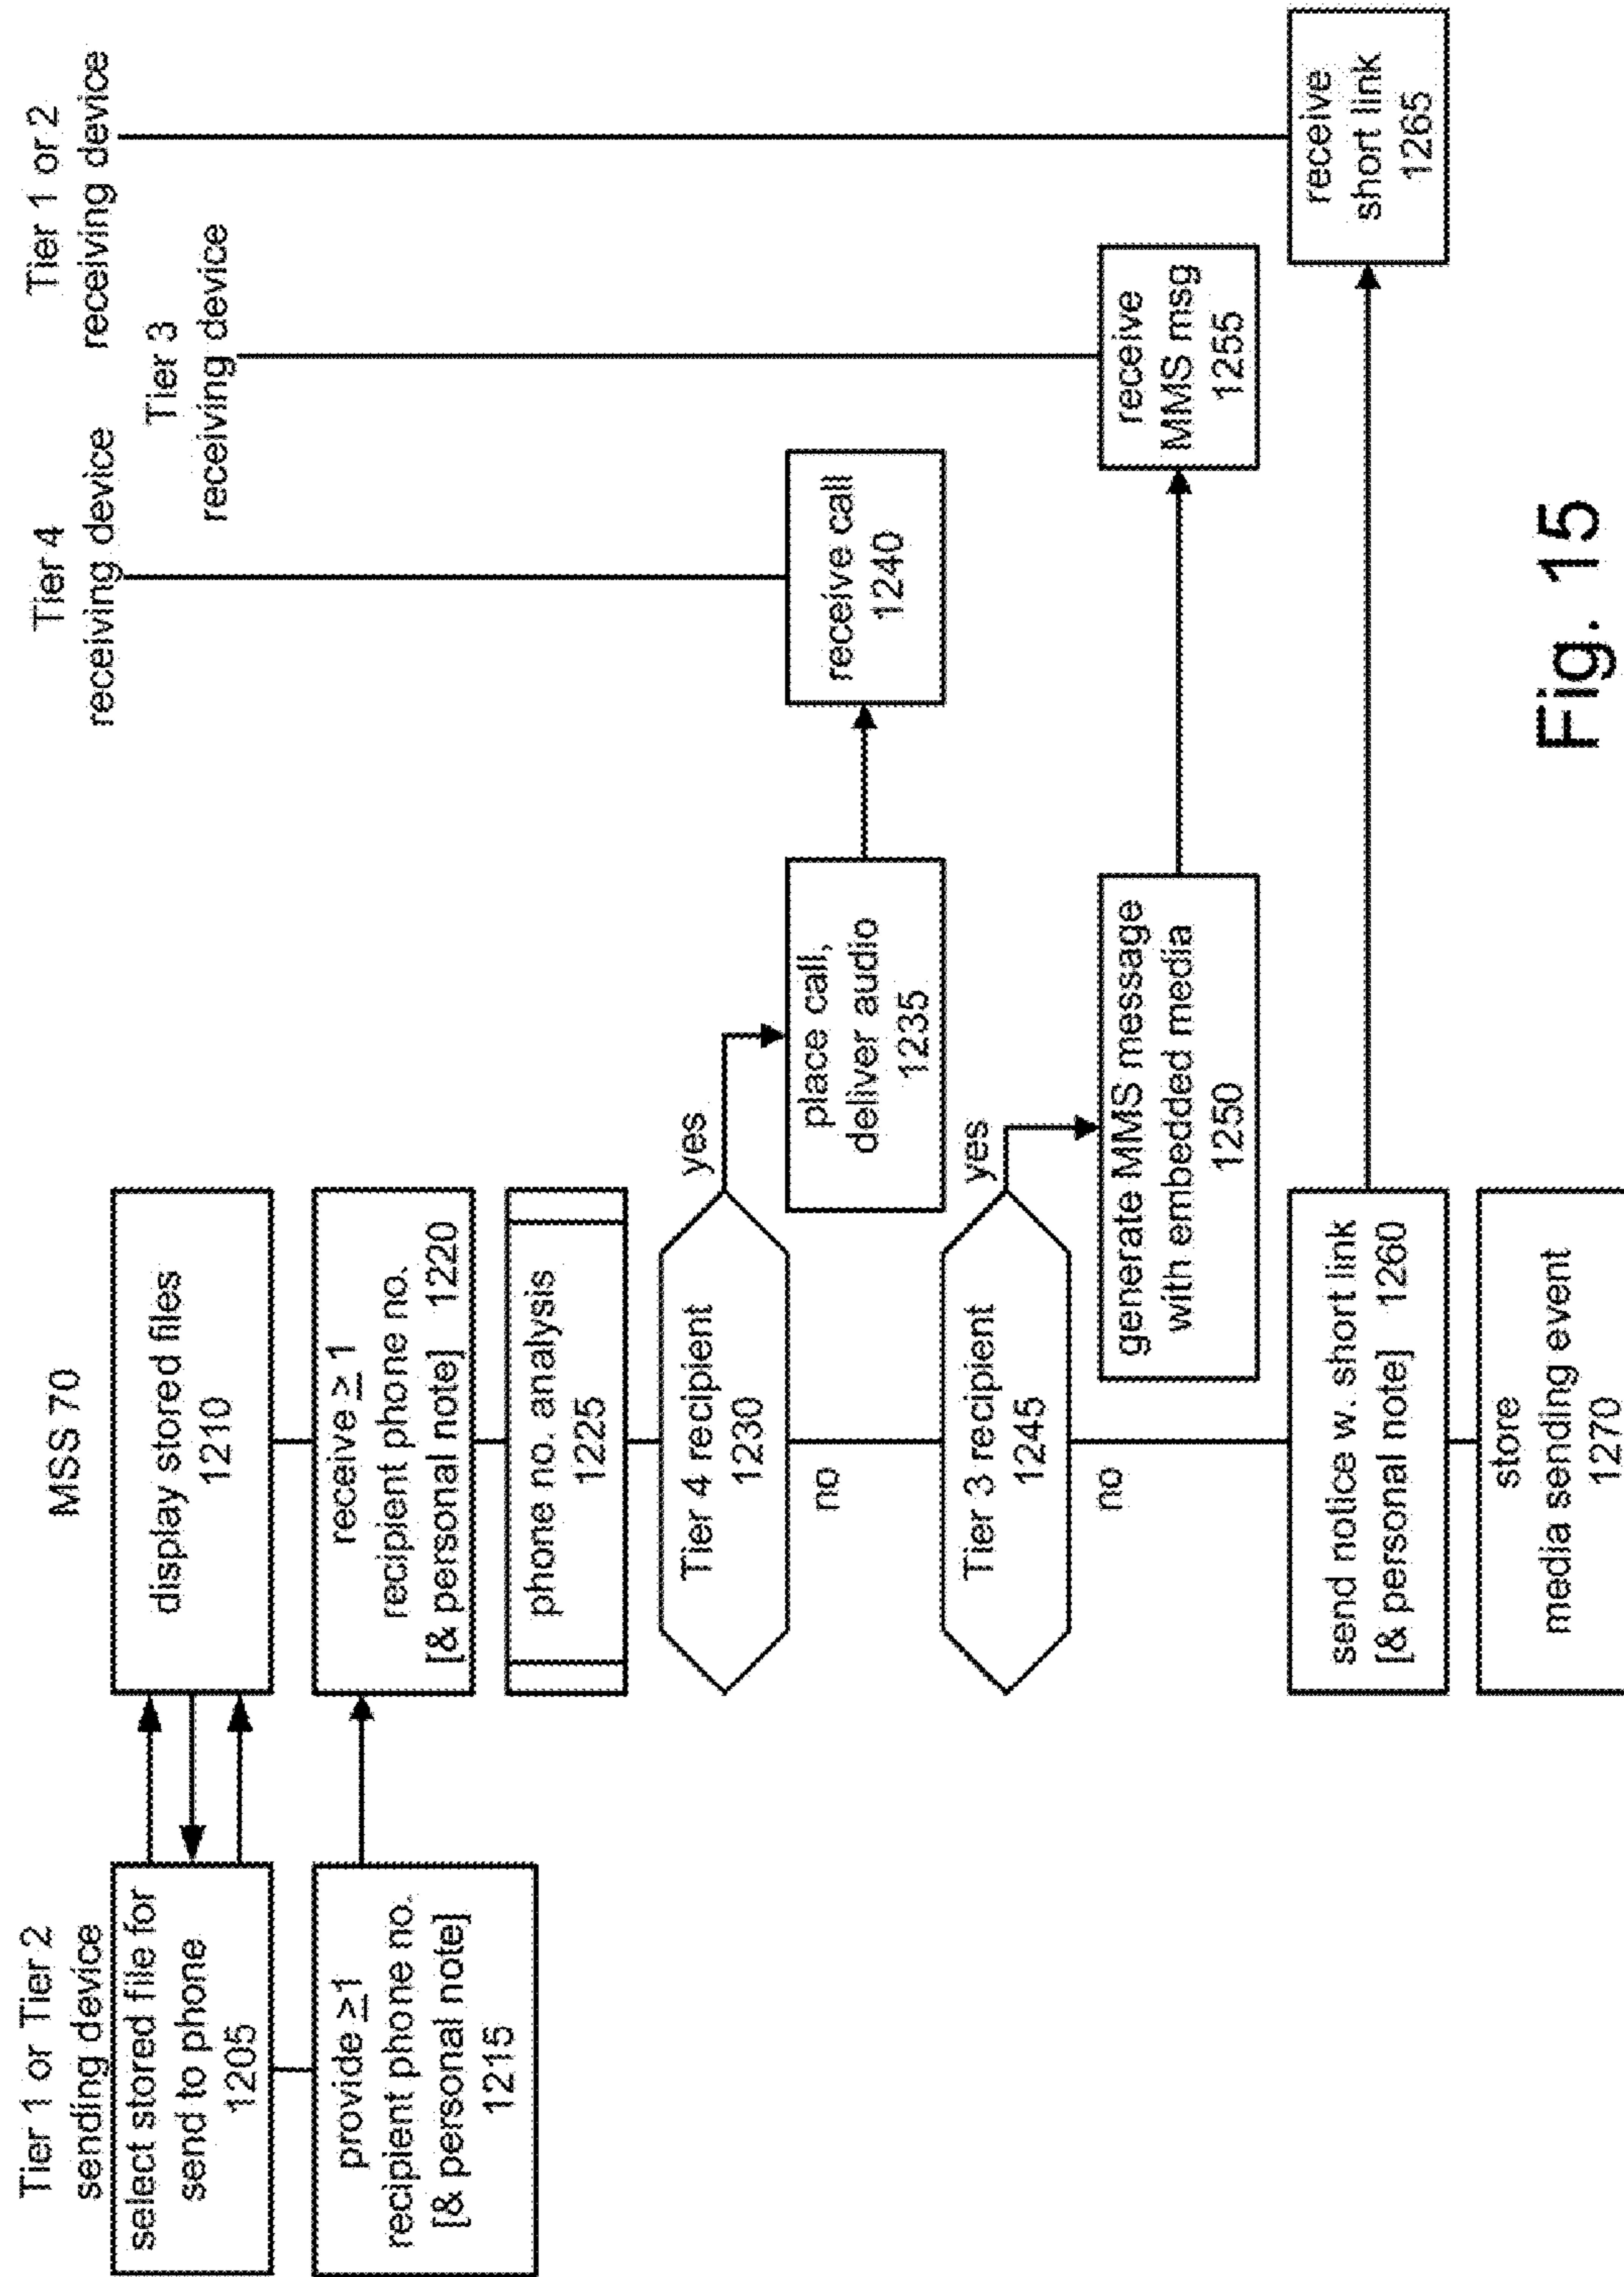 Tier 1 or Tier 2
sending device
select stored file for
send to phone
1205
provide ≥1
recipient phone no.
[& personal note]
1215
MSS 70
display stored files
1210
receive ≥ 1
recipient phone no.
[& personal note] 1220
phone no. analysis
1225
Tier 4 recipient
1230
yes
no
place call,
deliver audio
1235
Tier 3 recipient
1245
yes
no
generate MMS message
with embedded media
1250
send notice w. short link
[& personal note] 1260
store
media sending event
1270
Tier 4
receiving device
receive call
1240
Tier 3
receiving device
receive
MMS msg
1255
Tier 1 or 2
receiving device
receive
short link
1265
Fig. 15